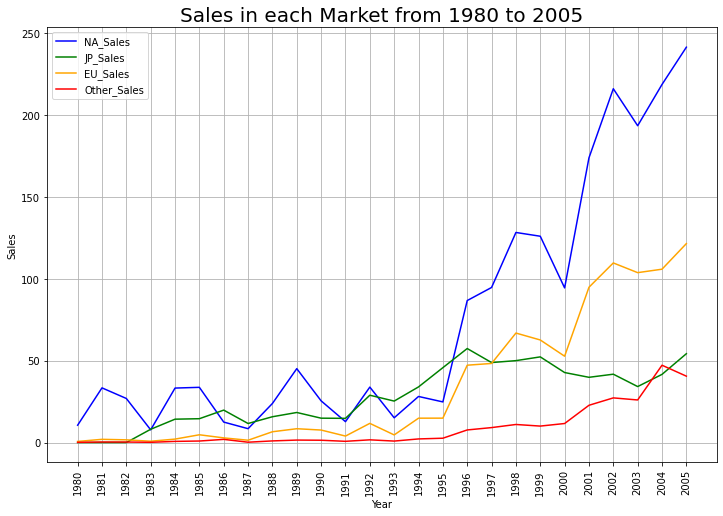 Sales in each Market from 1980 to 2005
NA_Sales
JP_Sales
EU_Sales
Other_Sales
250
200
150
100
50
0
Sales
1980 1981 1982 1983 1984 1985 1986 1987 1988 1989 1990 1991 1992 1993 1994 1995 1996 1997 1998 1999 2000 2001 2002 2003 2004 2005
Year